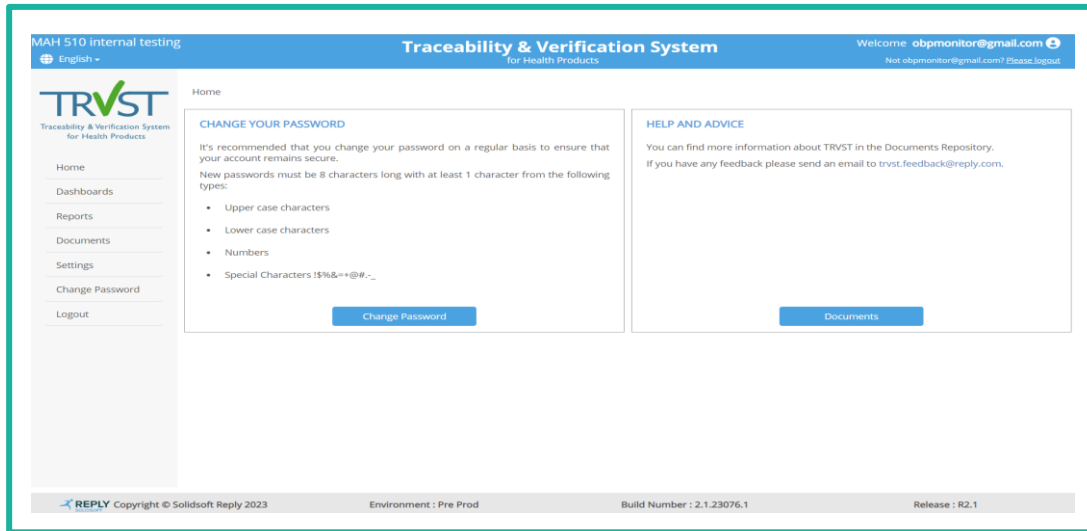 MAH 510 internal testing
English
Traceability & Verification System
for Health Products
Welcome obpmonitor@gmail.com
Not obpmonitor@gmail.com? Please logout
TRVST
Traceability & Verification System
for Health Products
Home
Dashboards
Reports
Documents
Settings
Change Password
Logout
Home
CHANGE YOUR PASSWORD
It's recommended that you change your password on a regular basis to ensure that
your account remains secure.
New passwords must be 8 characters long with at least 1 character from the following
types:
• Upper case characters
• Lower case characters
• Numbers
• Special Characters !$%&=+@#.-_
Change Password
HELP AND ADVICE
You can find more information about TRVST in the Documents Repository.
If you have any feedback please send an email to trvst.feedback@reply.com.
Documents
REPLY Copyright © Solidsoft Reply 2023
SOLIDSOFT
Environment : Pre Prod
Build Number : 2.1.23076.1
Release : R2.1